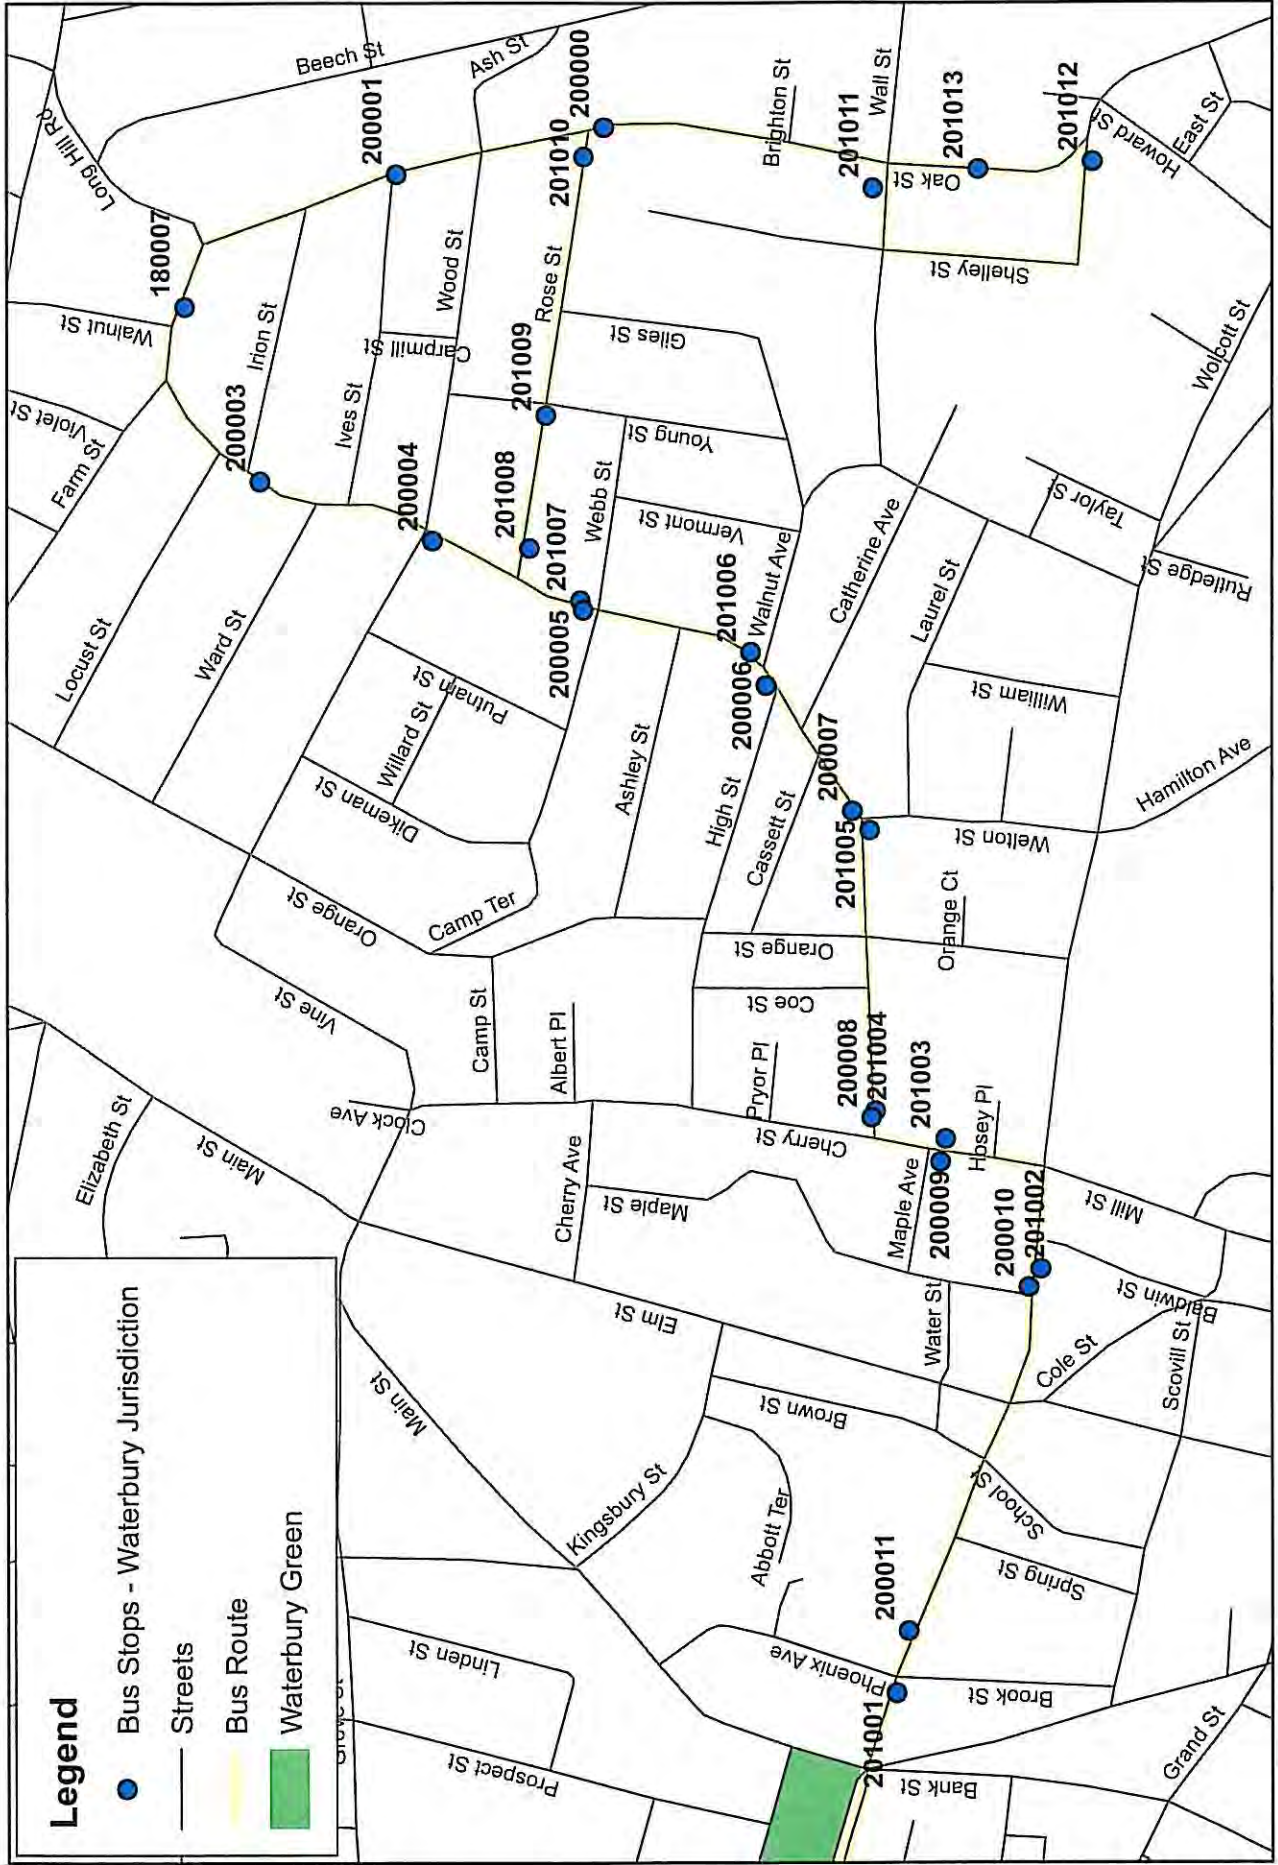 Legend
Bus Stops - Waterbury Jurisdiction
Streets
Bus Route
Waterbury Green
Elizabeth St
Main St
Vine St
Clock Ave
Locust St
Ward St
Farm St
Violet St
Walnut St
180007
Long Hill Rd
Beech St
200003
Irion St
Ives St
200001
Ash St
Orange St
Dikeman St
Willard St
Putnam St
200004
Carpmill St
Wood St
Camp Ter
Camp St
Albert Pl
200005
201007
201008
201009
Rose St
201010
200000
Webb St
Young St
Giles St
Vermont St
Ashley St
High St
200006
201006
Walnut Ave
Brighton St
Cassett St
200007
201005
Catherine Ave
201011
Wall St
Oak St
201013
201012
Howard St
East St
Shelley St
Laurel St
William St
Taylor St
Rutledge St
Wolcott St
Hamilton Ave
Welton St
Orange Ct
Orange St
Coe St
Pryor Pl
200008
201004
201003
Hosey Pl
Cherry St
Cherry Ave
Maple St
Maple Ave
200009
200010
201002
Mill St
Baldwin St
Water St
Elm St
Cole St
Scovill St
Main St
Brown St
Kingsbury St
Abbott Ter
School St
Spring St
200011
Phoenix Ave
Brook St
201001
Bank St
Grand St
Linden St
Prospect St